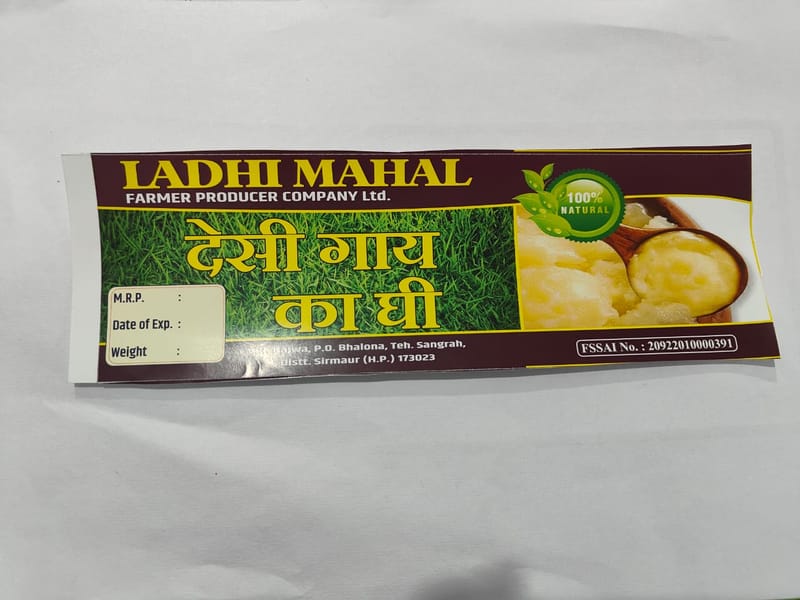 LADHI MAHAL
FARMER PRODUCER COMPANY Ltd.
100%
NATURAL
देसी गाय
का घी
M.R.P. :
Date of Exp. :
Weight :
P.O. Bhalona, Teh. Sangrah,
Distt. Sirmaur (H.P.) 173023
FSSAI No. : 20922010000391